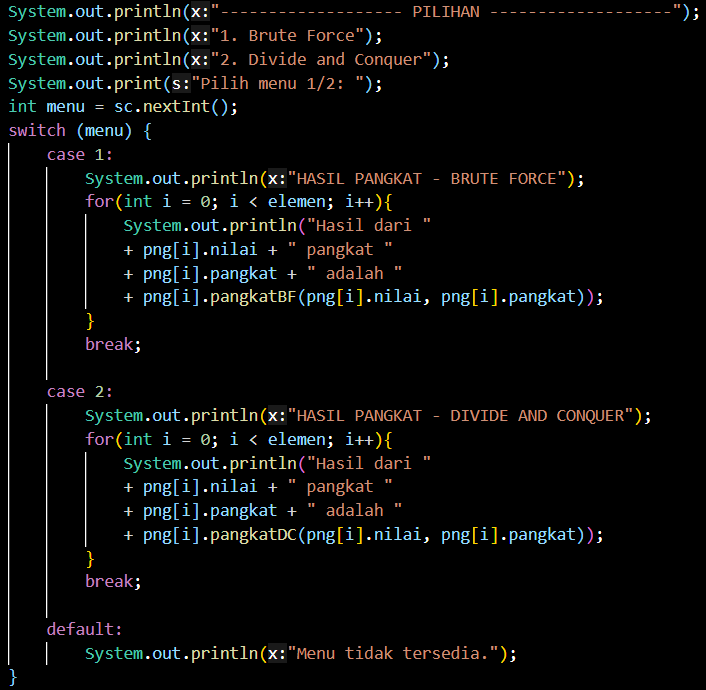 System.out.println(x:"------------------- PILIHAN -------------------");
System.out.println(x:"1. Brute Force");
System.out.println(x:"2. Divide and Conquer");
System.out.print(s:"Pilih menu 1/2: ");
int menu = sc.nextInt();
switch (menu) {
case 1:
System.out.println(x:"HASIL PANGKAT - BRUTE FORCE");
for(int i = 0; i < elemen; i++){
System.out.println("Hasil dari "
+ png[i].nilai + " pangkat "
+ png[i].pangkat + " adalah "
+ png[i].pangkatBF(png[i].nilai, png[i].pangkat));
}
break;
case 2:
System.out.println(x:"HASIL PANGKAT - DIVIDE AND CONQUER");
for(int i = 0; i < elemen; i++){
System.out.println("Hasil dari "
+ png[i].nilai + " pangkat "
+ png[i].pangkat + " adalah "
+ png[i].pangkatDC(png[i].nilai, png[i].pangkat));
}
break;
default:
System.out.println(x:"Menu tidak tersedia.");
}